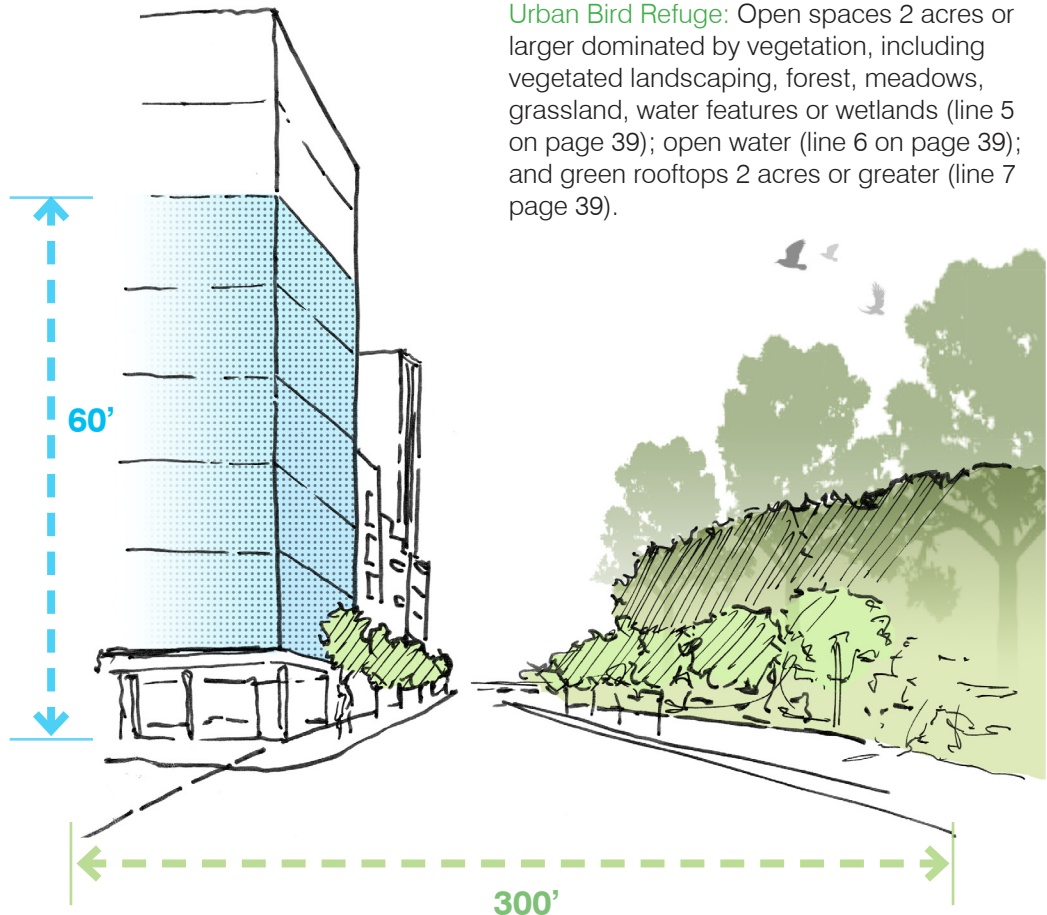 Urban Bird Refuge: Open spaces 2 acres or
larger dominated by vegetation, including
vegetated landscaping, forest, meadows,
grassland, water features or wetlands (line 5
on page 39); open water (line 6 on page 39);
and green rooftops 2 acres or greater (line 7
page 39).
60’
300’